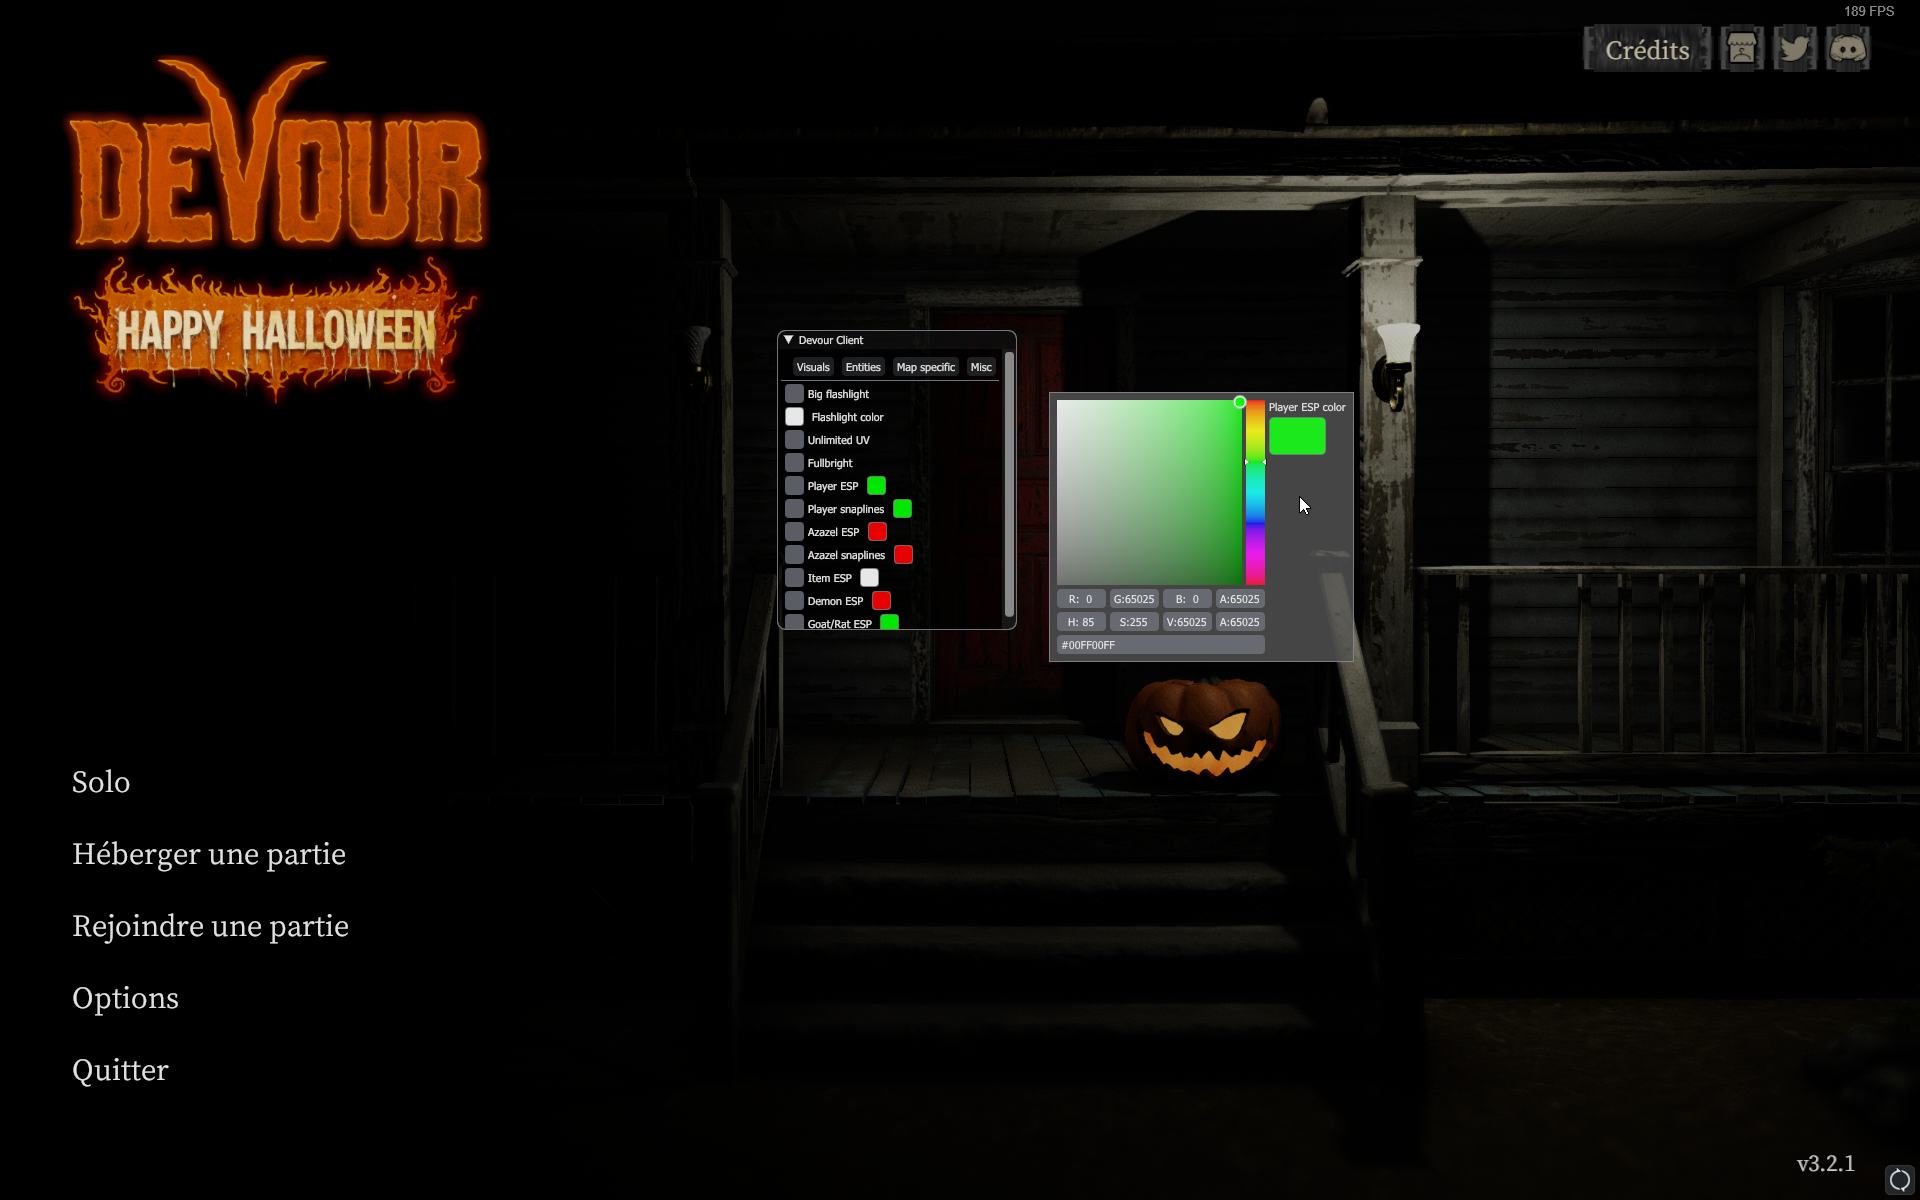 189 FPS
Crédits
DEVOUR
HAPPY HALLOWEEN
Devour Client
Visuals Entities Map specific Misc
Big flashlight
Flashlight color
Unlimited UV
Fullbright
Player ESP
Player snaplines
Azazel ESP
Azazel snaplines
Item ESP
Demon ESP
Goat/Rat ESP
Player ESP color
R: 0 G:65025 B: 0 A:65025
H: 85 S:255 V:65025 A:65025
#00FF00FF
Solo
Héberger une partie
Rejoindre une partie
Options
Quitter
v3.2.1